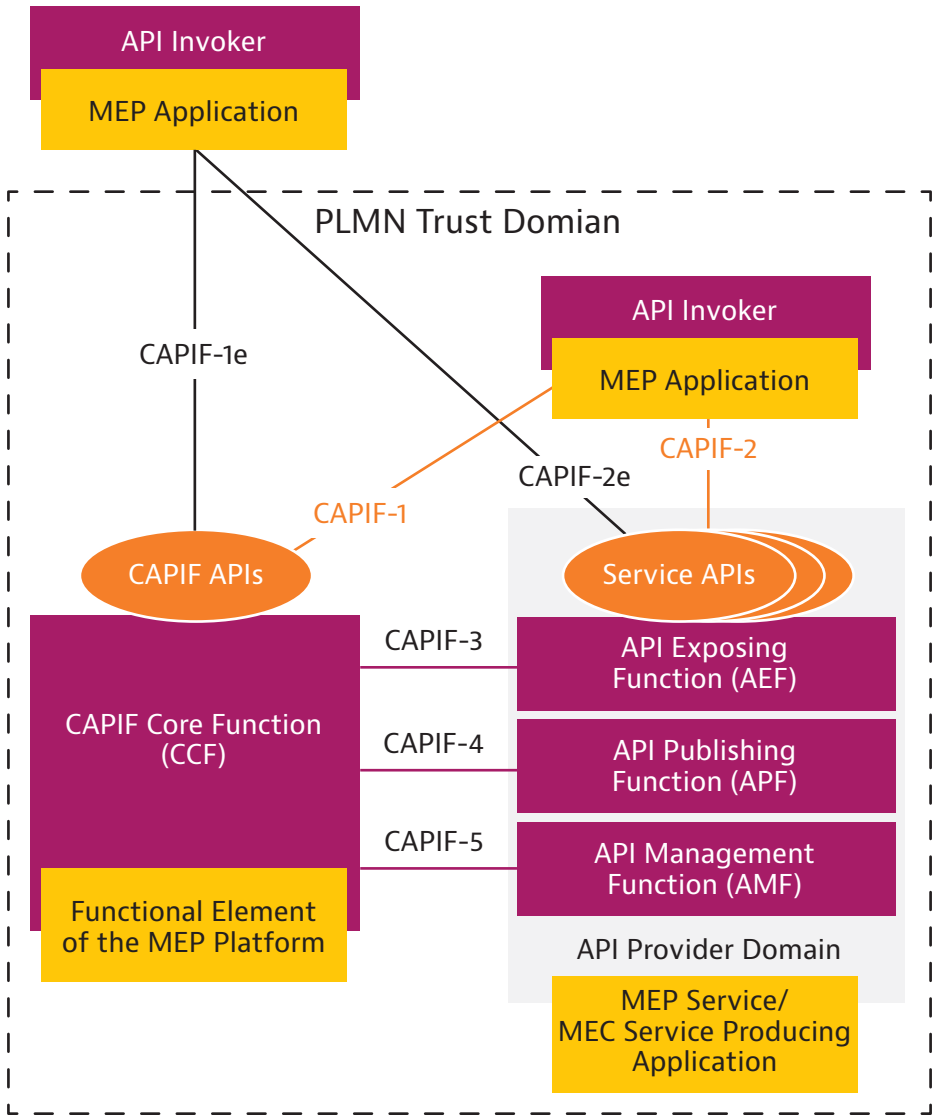 API Invoker
MEP Application
PLMN Trust Domian
API Invoker
MEP Application
CAPIF-1e
CAPIF-2
CAPIF-2e
CAPIF-1
CAPIF APIs
Service APIs
CAPIF-3
API Exposing
Function (AEF)
CAPIF Core Function
(CCF)
CAPIF-4
API Publishing
Function (APF)
CAPIF-5
API Management
Function (AMF)
Functional Element
of the MEP Platform
API Provider Domain
MEP Service/
MEC Service Producing
Application